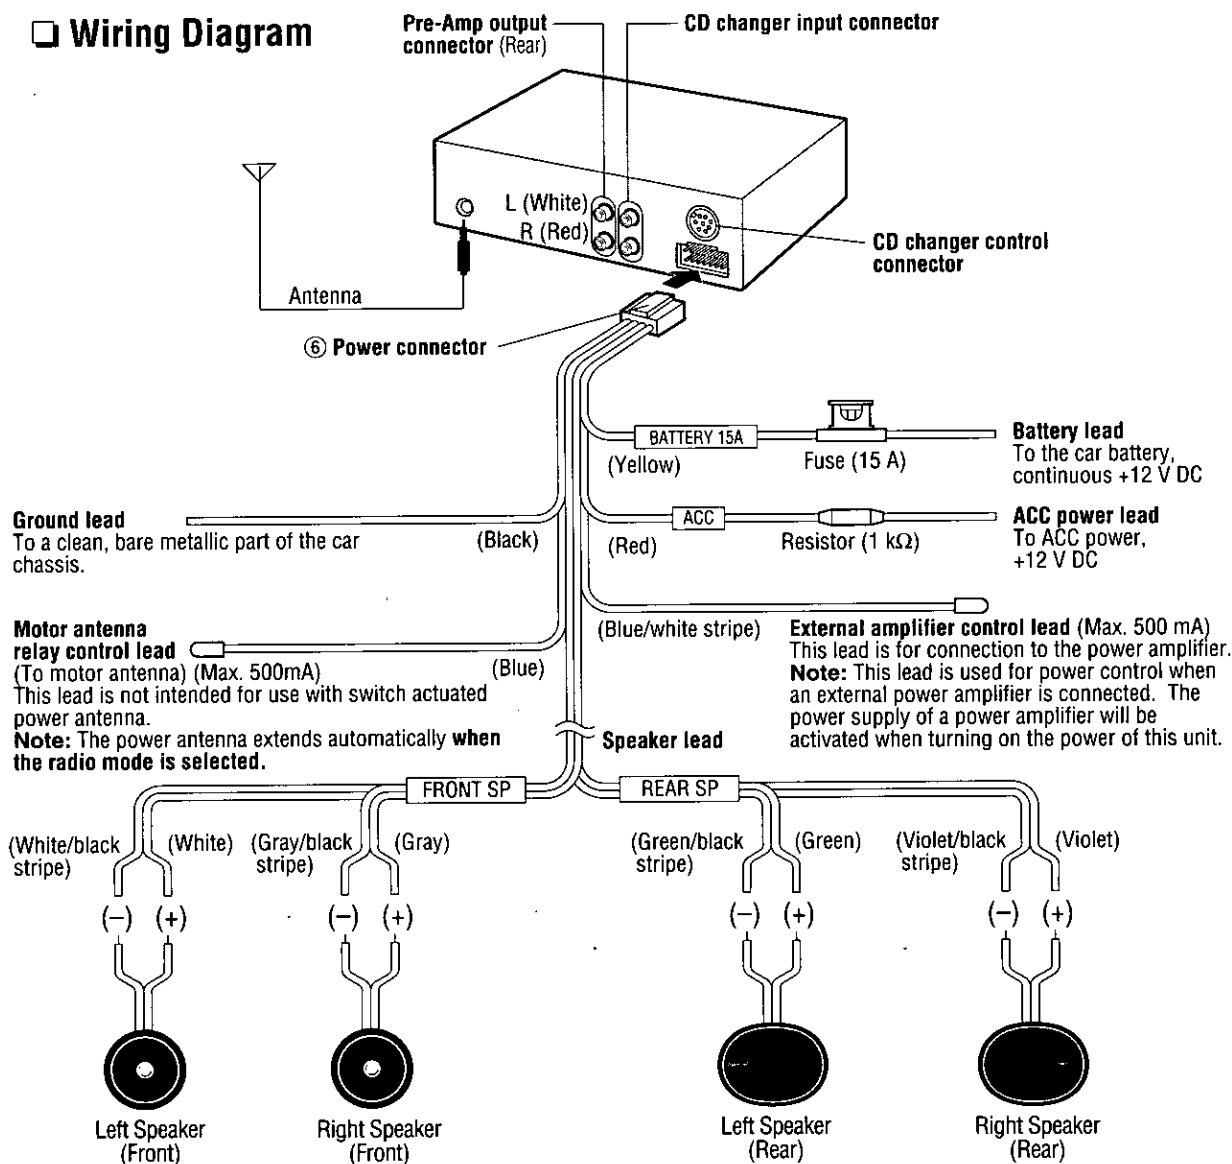 ❏ Wiring Diagram
Pre-Amp output
connector (Rear)
CD changer input connector
L (White)
R (Red)
CD changer control
connector
Antenna
⑥ Power connector
BATTERY 15A
(Yellow)
Fuse (15 A)
Battery lead
To the car battery,
continuous +12 V DC
Ground lead
To a clean, bare metallic part of the car
chassis.
(Black)
ACC
(Red)
Resistor (1 kΩ)
ACC power lead
To ACC power,
+12 V DC
Motor antenna
relay control lead
(To motor antenna) (Max. 500mA)
This lead is not intended for use with switch actuated
power antenna.
Note: The power antenna extends automatically when
the radio mode is selected.
(Blue)
(Blue/white stripe)
External amplifier control lead (Max. 500 mA)
This lead is for connection to the power amplifier.
Note: This lead is used for power control when
an external power amplifier is connected. The
power supply of a power amplifier will be
activated when turning on the power of this unit.
Speaker lead
FRONT SP
REAR SP
(White/black
stripe)
(White)
(Gray/black
stripe)
(Gray)
(Green/black
stripe)
(Green)
(Violet/black
stripe)
(Violet)
(−) (+)
(−) (+)
(−) (+)
(−) (+)
Left Speaker
(Front)
Right Speaker
(Front)
Left Speaker
(Rear)
Right Speaker
(Rear)